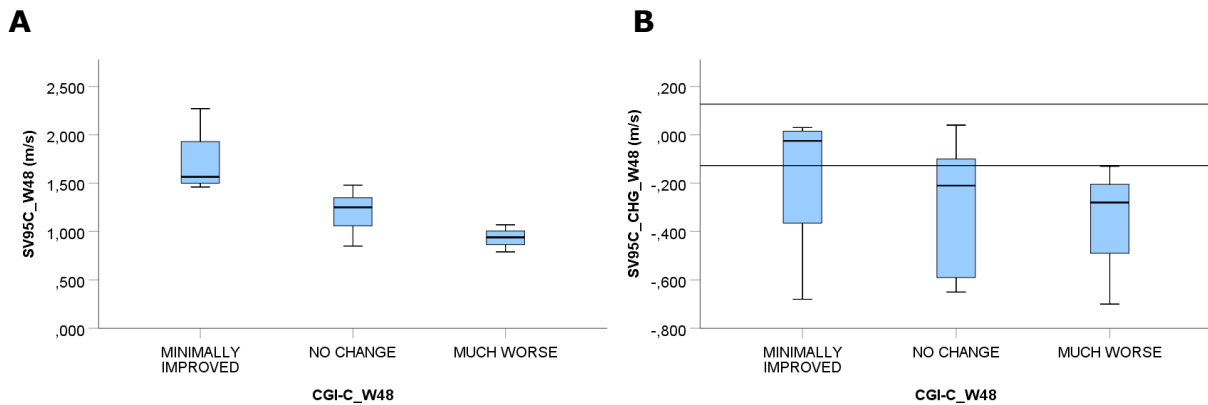 A
SV95C_W48 (m/s)
2,500
2,000
1,500
1,000
,500
,000
MINIMALLY
IMPROVED
NO CHANGE
MUCH WORSE
CGI-C_W48
B
SV95C_CHG_W48 (m/s)
,200
,000
-,200
-,400
-,600
-,800
MINIMALLY
IMPROVED
NO CHANGE
MUCH WORSE
CGI-C_W48